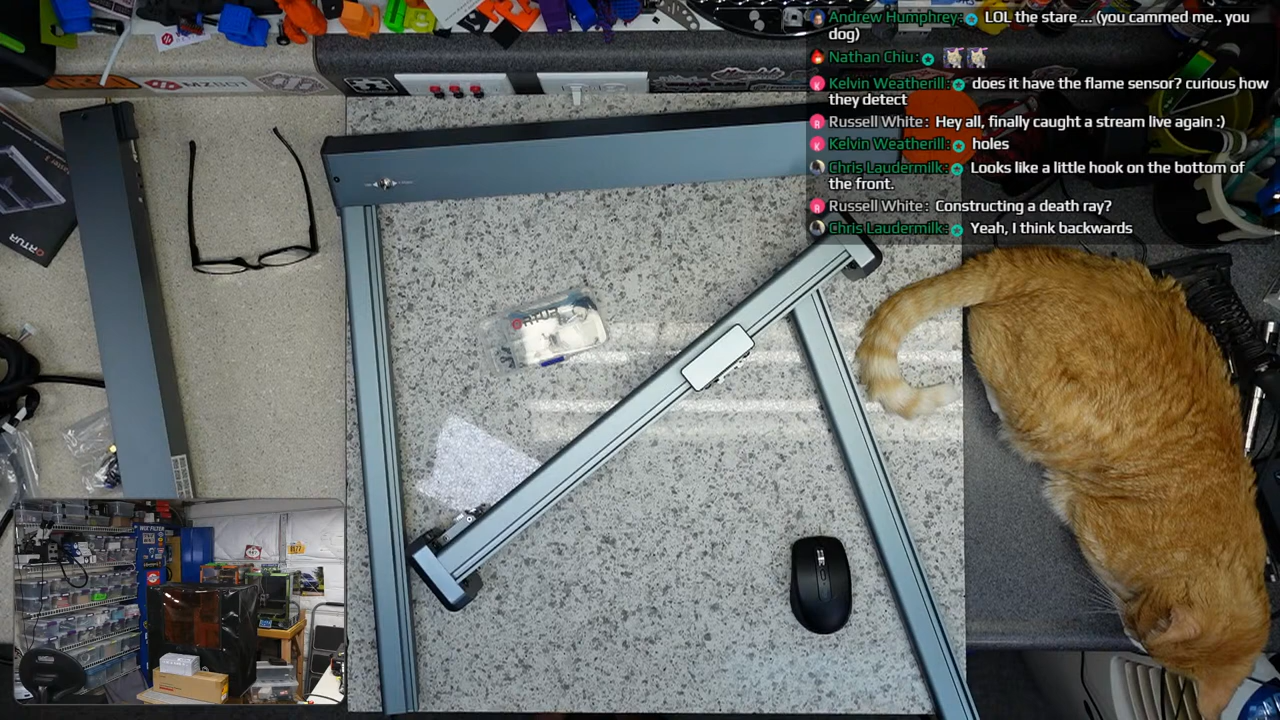 Andrew Humphrey: LOL the stare ... (you cammed me.. you
dog)
Nathan Chiu:
Kelvin Weatherill: does it have the flame sensor? curious how
they detect
Russell White: Hey all, finally caught a stream live again :)
Kelvin Weatherill: holes
Chris Laudermilk: Looks like a little hook on the bottom of
the front.
Russell White: Constructing a death ray?
Chris Laudermilk: Yeah, I think backwards
ORTUR
ORTUR